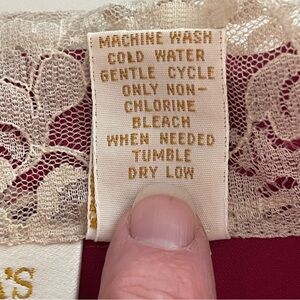 MACHINE WASH
COLD WATER
GENTLE CYCLE
ONLY NON-
CHLORINE
BLEACH
WHEN NEEDED
TUMBLE
DRY LOW
'S